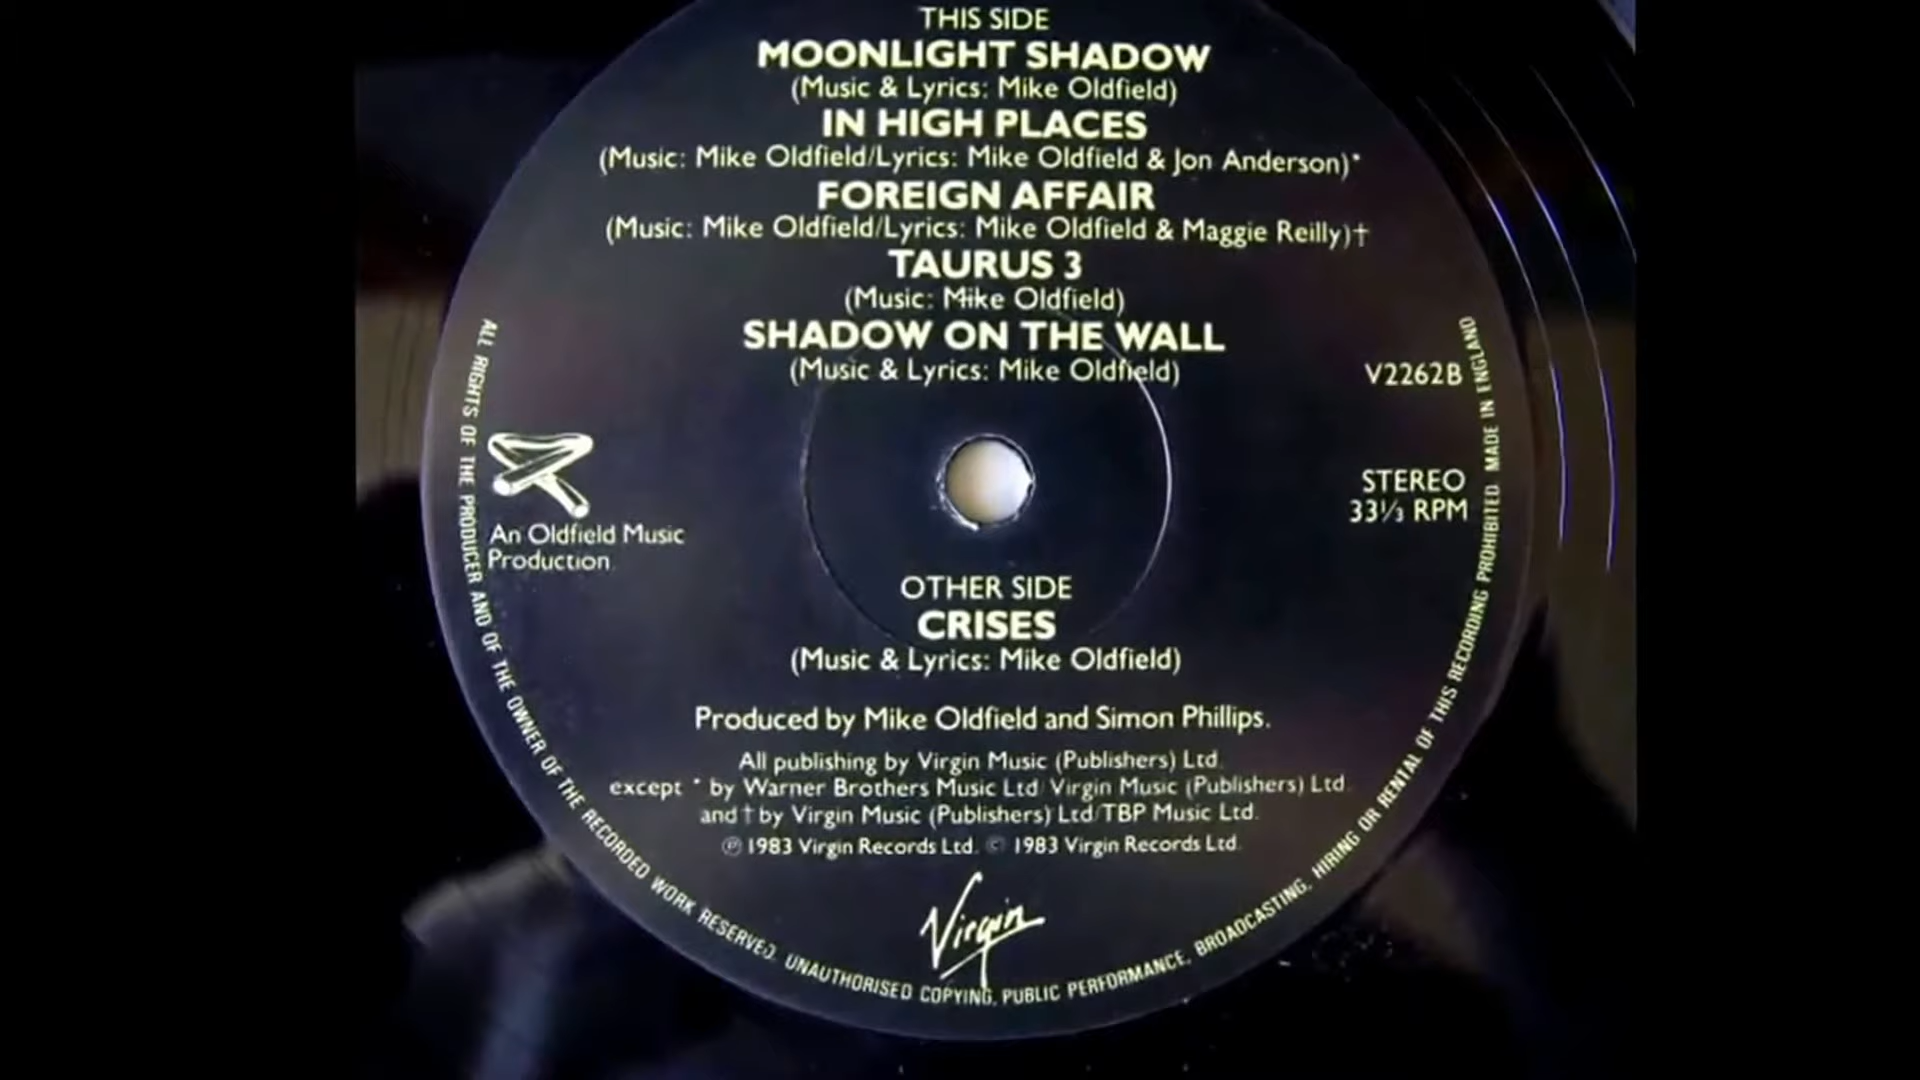 THIS SIDE
MOONLIGHT SHADOW
(Music & Lyrics: Mike Oldfield)
IN HIGH PLACES
(Music: Mike Oldfield/Lyrics: Mike Oldfield & Jon Anderson)*
FOREIGN AFFAIR
(Music: Mike Oldfield/Lyrics: Mike Oldfield & Maggie Reilly)†
TAURUS 3
(Music: Mike Oldfield)
SHADOW ON THE WALL
(Music & Lyrics: Mike Oldfield)
V2262B
STEREO
33⅓ RPM
An Oldfield Music
Production
OTHER SIDE
CRISES
(Music & Lyrics: Mike Oldfield)
Produced by Mike Oldfield and Simon Phillips.
All publishing by Virgin Music (Publishers) Ltd.
except * by Warner Brothers Music Ltd/Virgin Music (Publishers) Ltd.
and † by Virgin Music (Publishers) Ltd/TBP Music Ltd.
℗ 1983 Virgin Records Ltd. © 1983 Virgin Records Ltd.
Virgin
ALL RIGHTS OF THE PRODUCER AND OF THE OWNER OF THE RECORDED WORK RESERVED. UNAUTHORISED COPYING, PUBLIC PERFORMANCE, BROADCASTING, HIRING OR RENTAL OF THIS RECORDING PROHIBITED. MADE IN ENGLAND